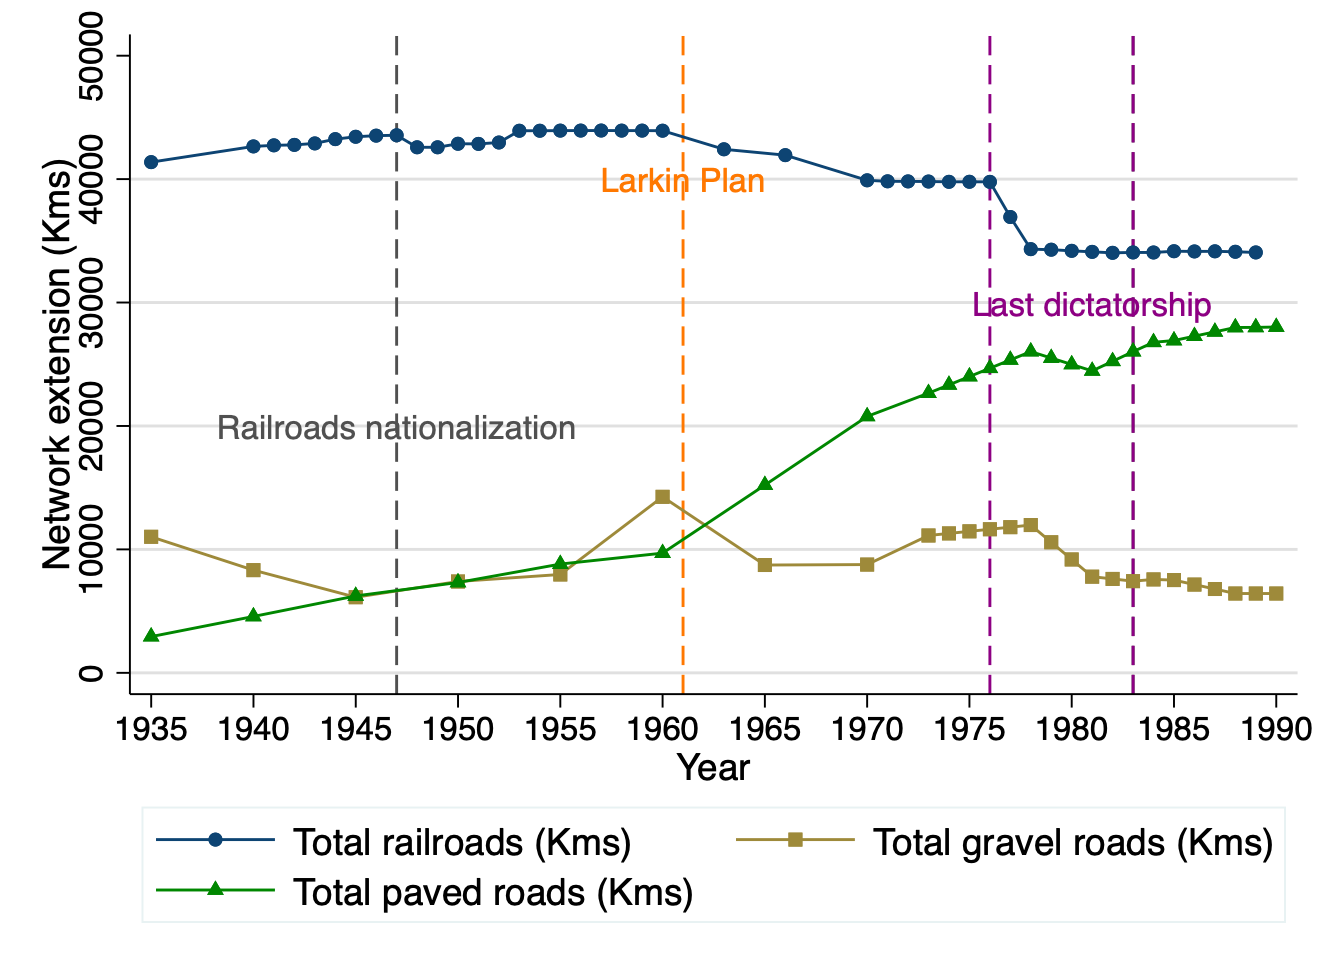 Network extension (Kms)
50000
40000
30000
20000
10000
0
Larkin Plan
Last dictatorship
Railroads nationalization
1935 1940 1945 1950 1955 1960 1965 1970 1975 1980 1985 1990
Year
Total railroads (Kms) Total gravel roads (Kms)
Total paved roads (Kms)